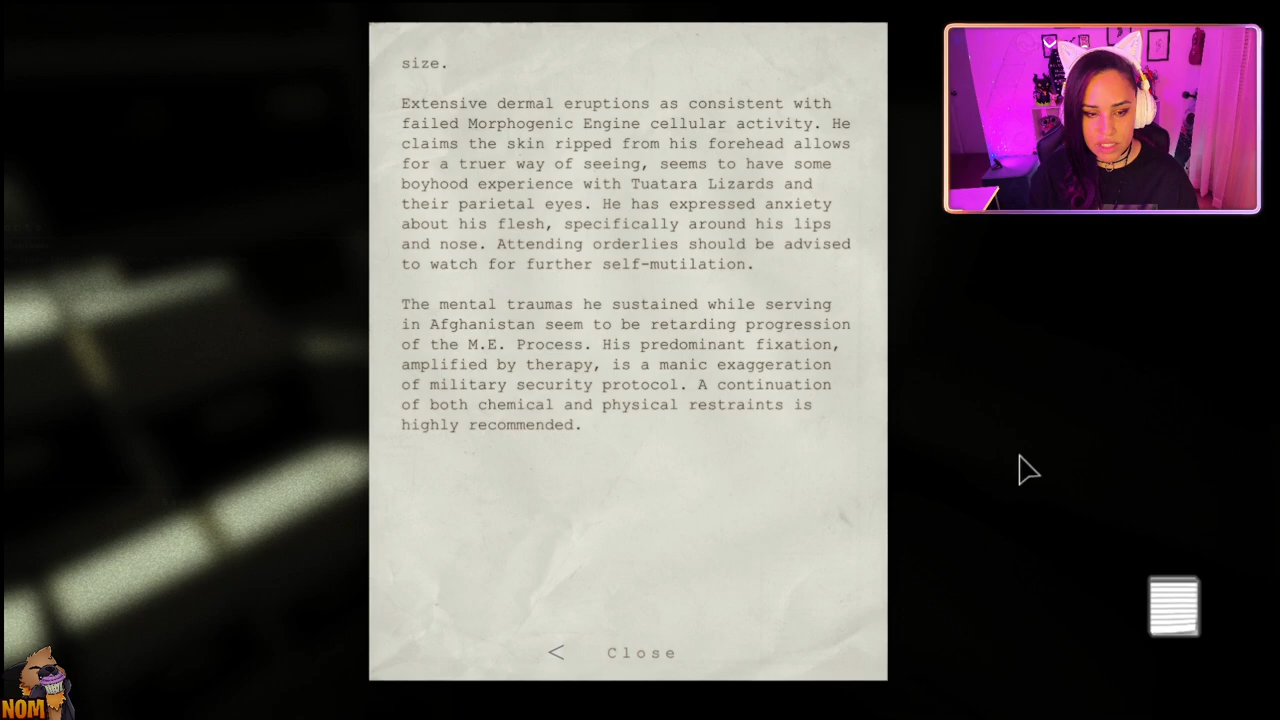 size.
Extensive dermal eruptions as consistent with
failed Morphogenic Engine cellular activity. He
claims the skin ripped from his forehead allows
for a truer way of seeing, seems to have some
boyhood experience with Tuatara Lizards and
their parietal eyes. He has expressed anxiety
about his flesh, specifically around his lips
and nose. Attending orderlies should be advised
to watch for further self-mutilation.
The mental traumas he sustained while serving
in Afghanistan seem to be retarding progression
of the M.E. Process. His predominant fixation,
amplified by therapy, is a manic exaggeration
of military security protocol. A continuation
of both chemical and physical restraints is
highly recommended.
< Close
NOM